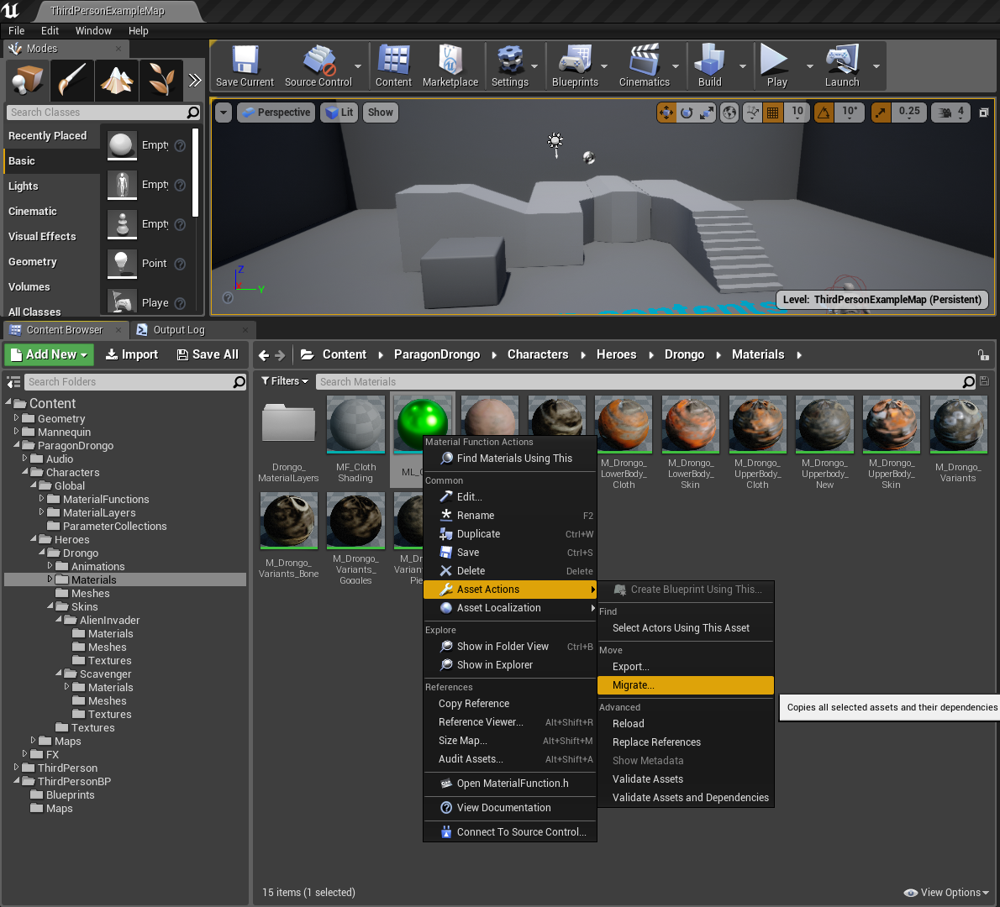 ThirdPersonExampleMap
File Edit Window Help
Modes
Save Current Source Control Content Marketplace Settings Blueprints Cinematics Build Play Launch
Search Classes
Perspective Lit Show 10 10° 0.25 4
Recently Placed
Basic
Lights
Cinematic
Visual Effects
Geometry
Volumes
All Classes
Empt
Empt
Empt
Point
Playe
Z
Y
Level: ThirdPersonExampleMap (Persistent)
Content Browser Output Log
Add New Import Save All
Content ParagonDrongo Characters Heroes Drongo Materials
Search Folders
Filters Search Materials
Content
Geometry
Mannequin
ParagonDrongo
Audio
Characters
Global
MaterialFunctions
MaterialLayers
ParameterCollections
Heroes
Drongo
Animations
Materials
Meshes
Skins
AlienInvader
Materials
Meshes
Textures
Scavenger
Materials
Meshes
Textures
Textures
Maps
FX
ThirdPerson
ThirdPersonBP
Blueprints
Maps
Drongo_
MaterialLayers
MF_Cloth
Shading
M_Drongo_
LowerBody_
Cloth
M_Drongo_
LowerBody_
Skin
M_Drongo_
UpperBody_
Cloth
M_Drongo_
Upperbody_
New
M_Drongo_
UpperBody_
Skin
M_Drongo_
Variants
M_Drongo_
Variants_Bone
M_Drongo_
Variants_
Goggles
Material Function Actions
Find Materials Using This
Common
Edit...
Rename F2
Duplicate Ctrl+W
Save Ctrl+S
Delete Delete
Asset Actions
Asset Localization
Explore
Show in Folder View Ctrl+B
Show in Explorer
References
Copy Reference
Reference Viewer... Alt+Shift+R
Size Map... Alt+Shift+M
Audit Assets... Alt+Shift+A
Open MaterialFunction.h
View Documentation
Connect To Source Control...
Create Blueprint Using This...
Find
Select Actors Using This Asset
Move
Export...
Migrate...
Advanced
Reload
Replace References
Show Metadata
Validate Assets
Validate Assets and Dependencies
Copies all selected assets and their dependencies
15 items (1 selected)
View Options